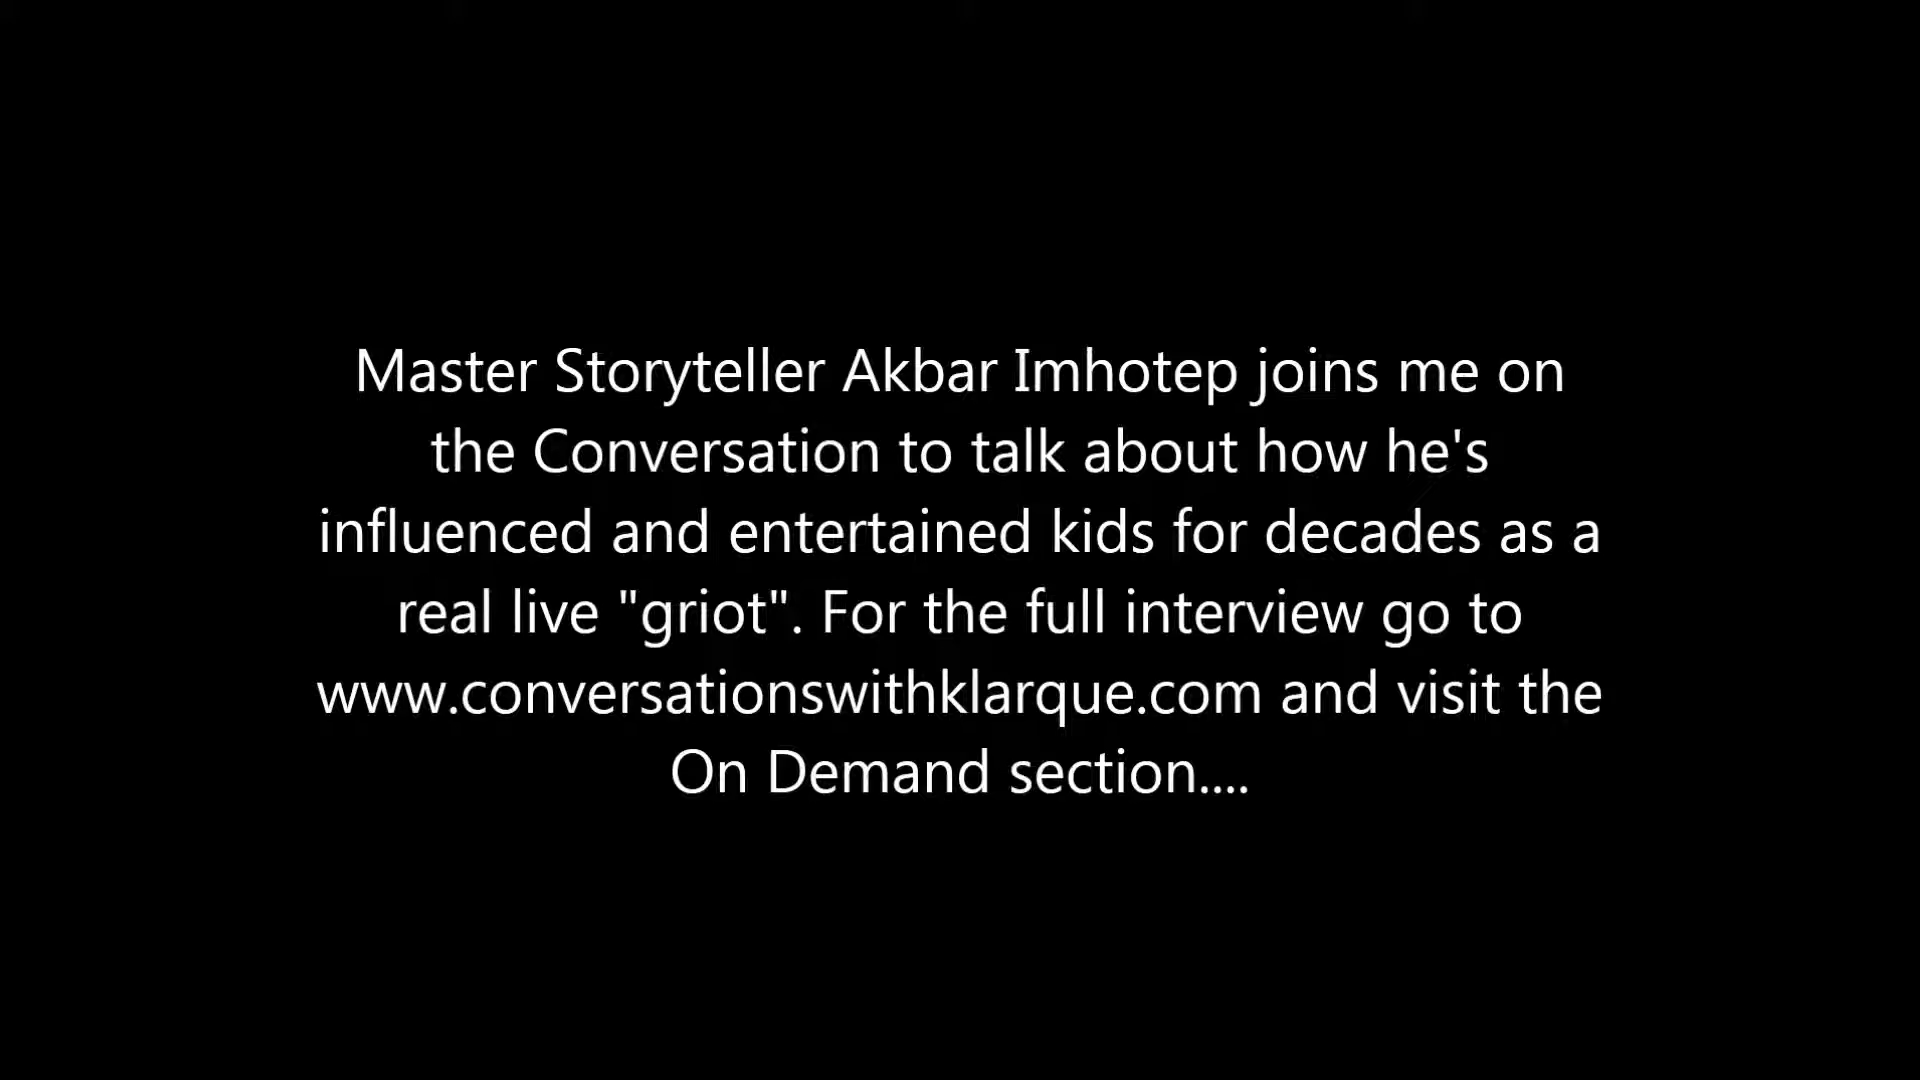 Master Storyteller Akbar Imhotep joins me on
the Conversation to talk about how he's
influenced and entertained kids for decades as a
real live "griot". For the full interview go to
www.conversationswithklarque.com and visit the
On Demand section....